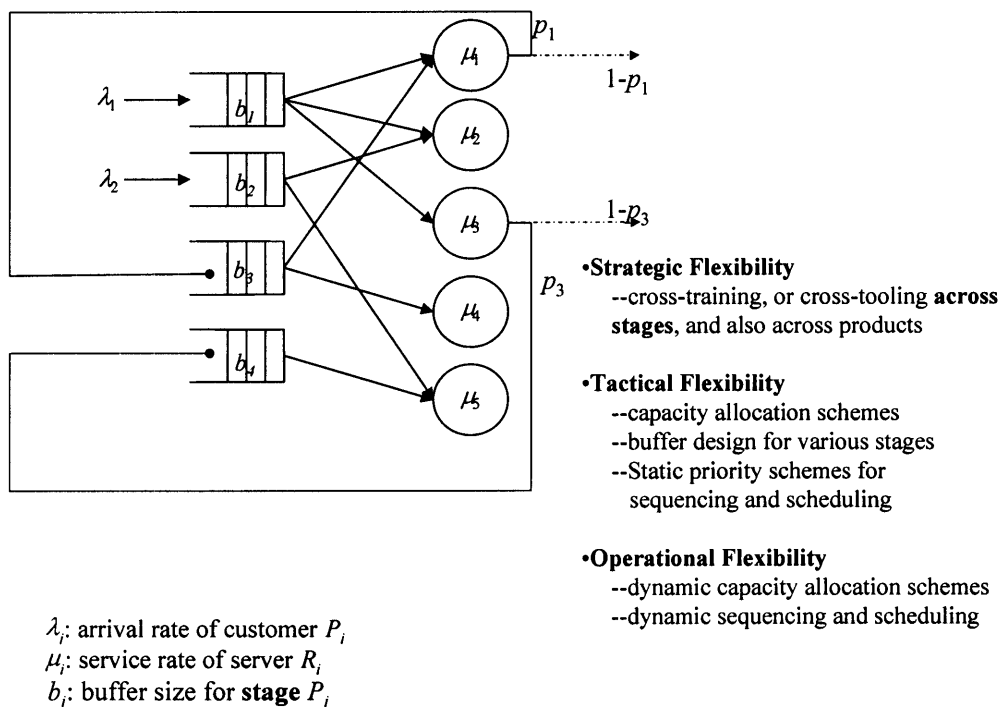 p1
μ1
1-p1
λ1
b1
μ2
λ2
b2
1-p3
μ3
b3
p3
μ4
b4
μ5
•Strategic Flexibility
--cross-training, or cross-tooling across
stages, and also across products
•Tactical Flexibility
--capacity allocation schemes
--buffer design for various stages
--Static priority schemes for
sequencing and scheduling
•Operational Flexibility
--dynamic capacity allocation schemes
--dynamic sequencing and scheduling
λi: arrival rate of customer Pi
μi: service rate of server Ri
bi: buffer size for stage Pi